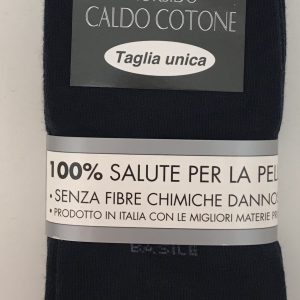 CALDO COTONE
Taglia unica
100% SALUTE PER LA PEL
• SENZA FIBRE CHIMICHE DANNO
• PRODOTTO IN ITALIA CON LE MIGLIORI MATERIE PR
BASILE